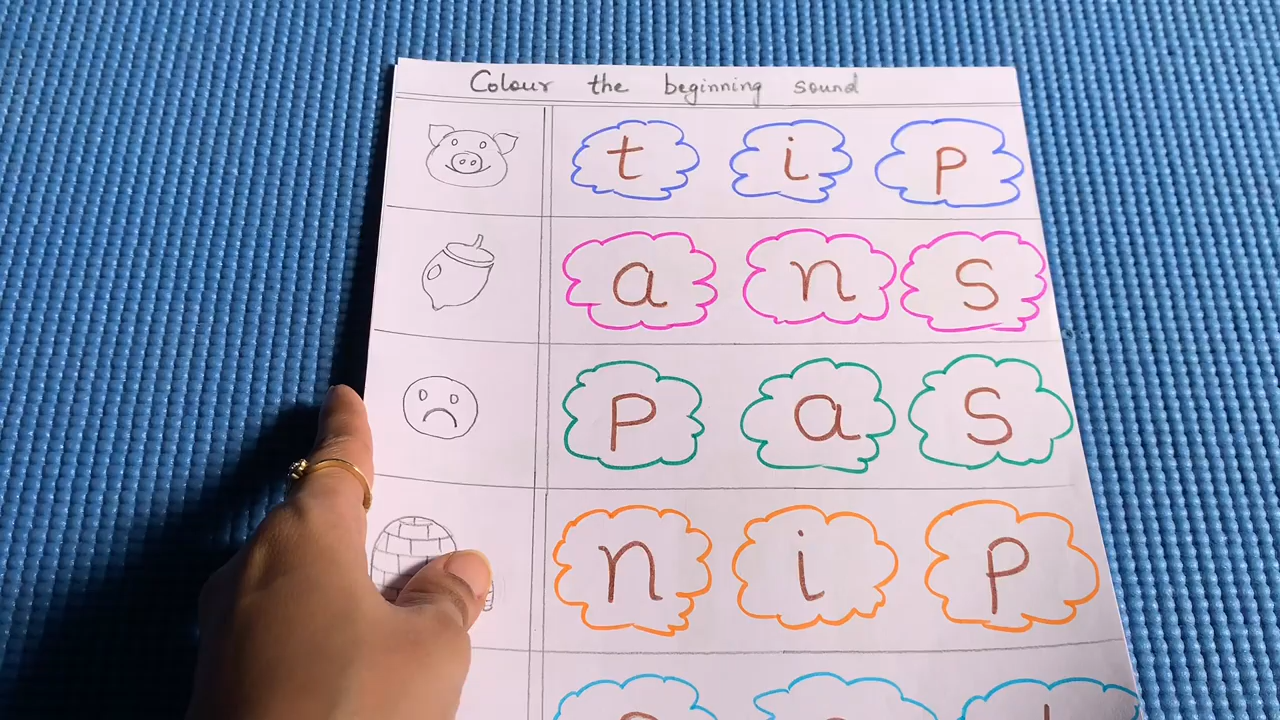 Colour the beginning sound
t i p
a n s
p a s
n i p